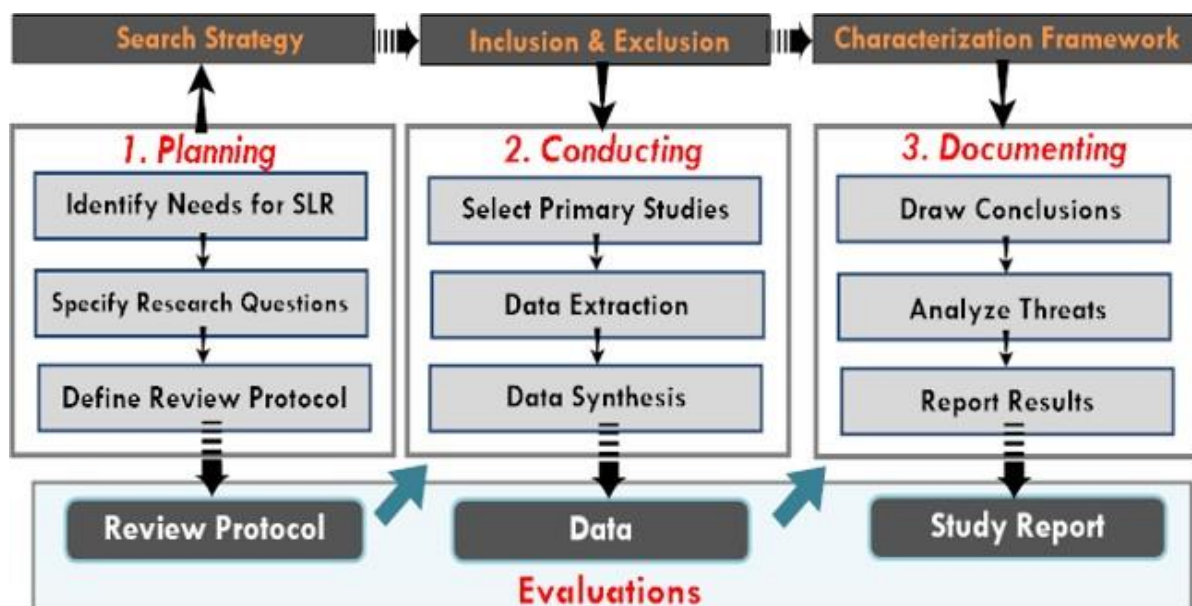 Search Strategy
Inclusion & Exclusion
Characterization Framework
1. Planning
Identify Needs for SLR
Specify Research Questions
Define Review Protocol
2. Conducting
Select Primary Studies
Data Extraction
Data Synthesis
3. Documenting
Draw Conclusions
Analyze Threats
Report Results
Review Protocol
Data
Study Report
Evaluations